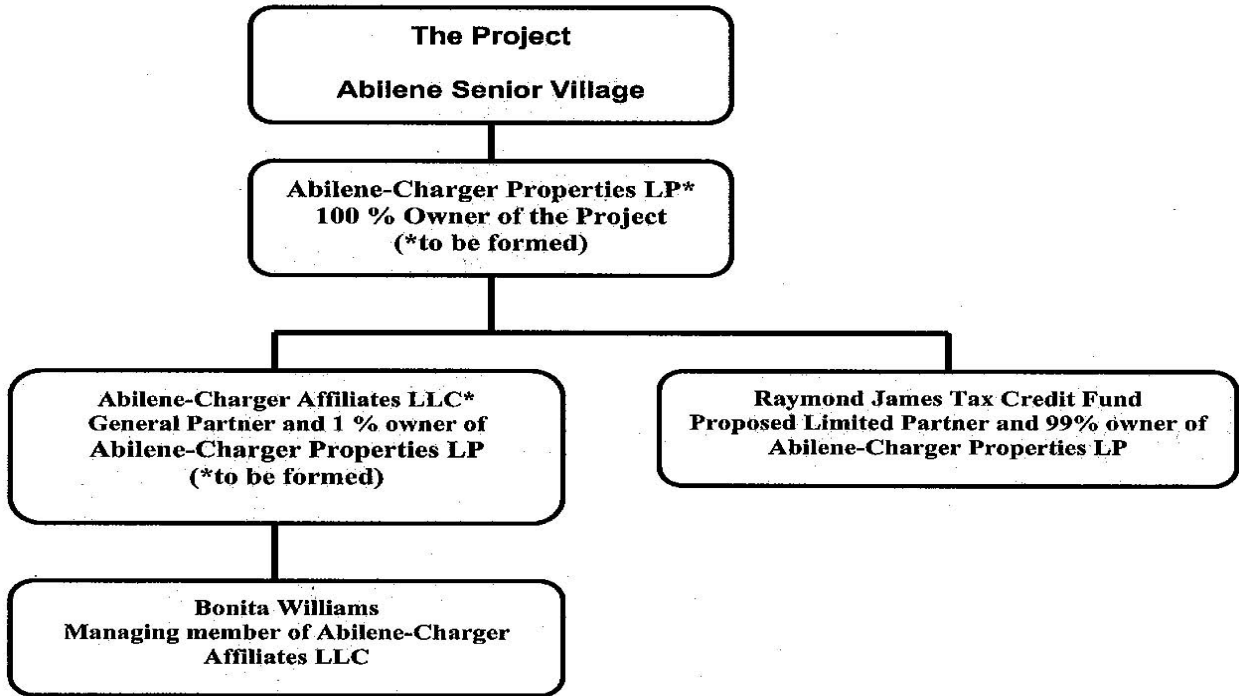 The Project
Abilene Senior Village
Abilene-Charger Properties LP*
100 % Owner of the Project
(*to be formed)
Abilene-Charger Affiliates LLC*
General Partner and 1 % owner of
Abilene-Charger Properties LP
(*to be formed)
Raymond James Tax Credit Fund
Proposed Limited Partner and 99% owner of
Abilene-Charger Properties LP
Bonita Williams
Managing member of Abilene-Charger
Affiliates LLC